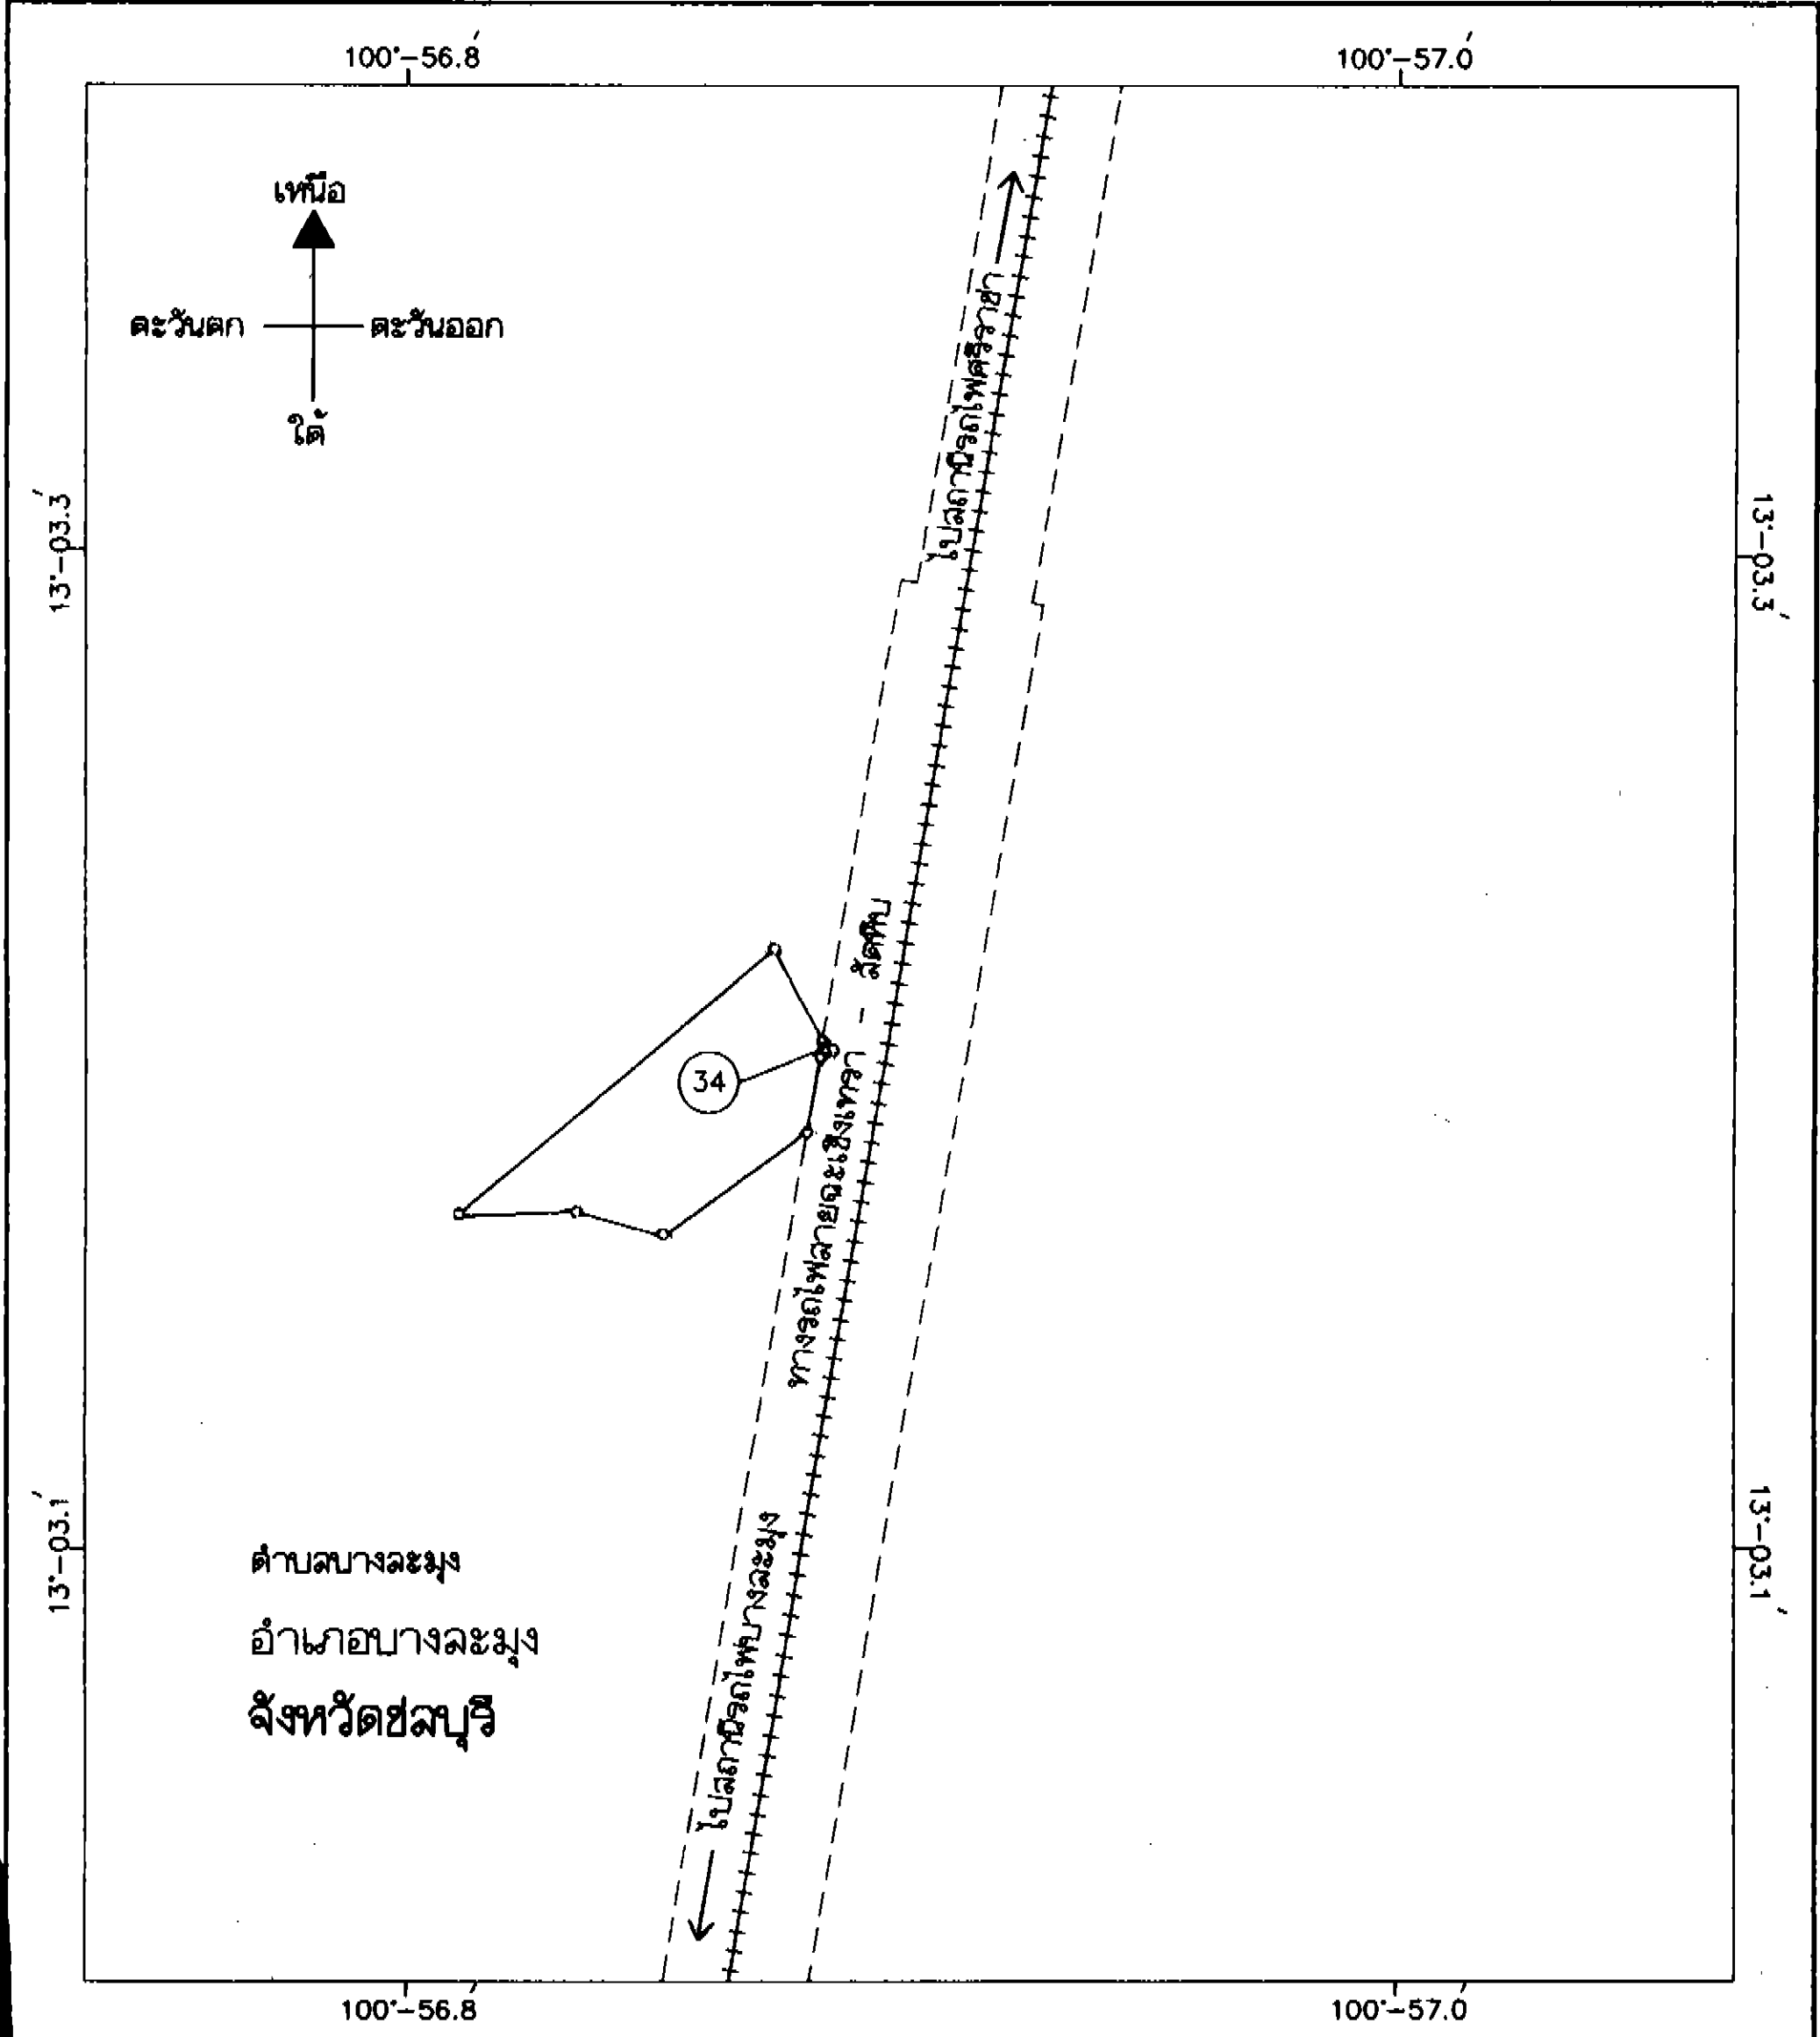 100°-56.8′
100°-57.0′
เหนือ
ตะวันตก
ตะวันออก
ใต้
13°-03.3′
13°-03.3′
ไปสถานีรถไฟศรีราชา
ทางรถไฟสายฉะเชิงเทรา - สัตหีบ
34
13°-03.1′
13°-03.1′
ตำบลบางละมุง
อำเภอบางละมุง
จังหวัดชลบุรี
ไปสถานีรถไฟบางละมุง
100°-56.8′
100°-57.0′